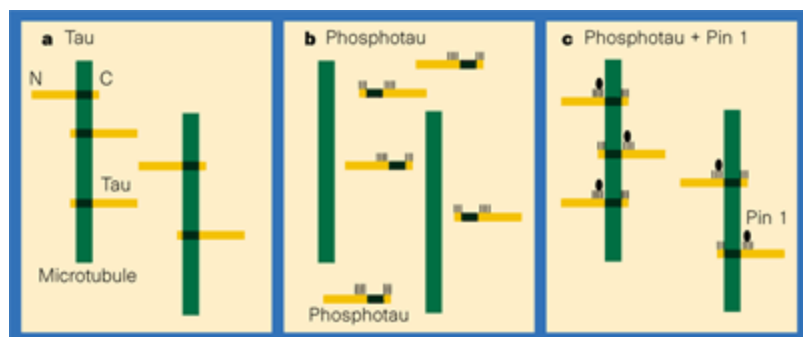 a Tau
N C
Tau
Microtubule
b Phosphotau
Phosphotau
c Phosphotau + Pin 1
Pin 1